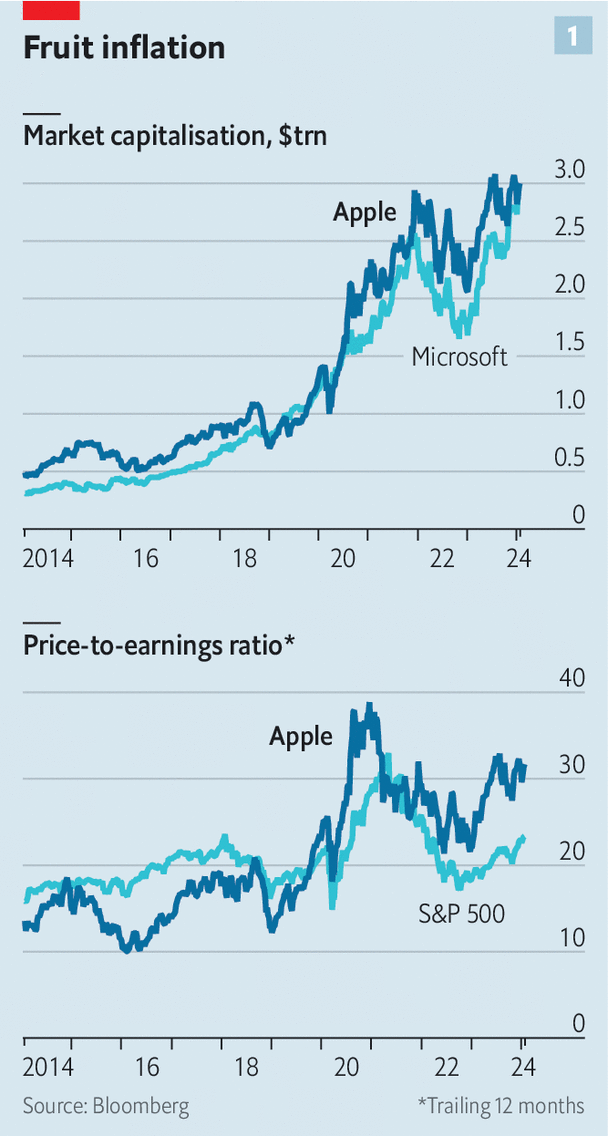 Fruit inflation
1
Market capitalisation, $trn
3.0
Apple
2.5
2.0
1.5
Microsoft
1.0
0.5
0
2014 16 18 20 22 24
Price-to-earnings ratio*
40
Apple
30
20
S&P 500
10
0
2014 16 18 20 22 24
Source: Bloomberg *Trailing 12 months